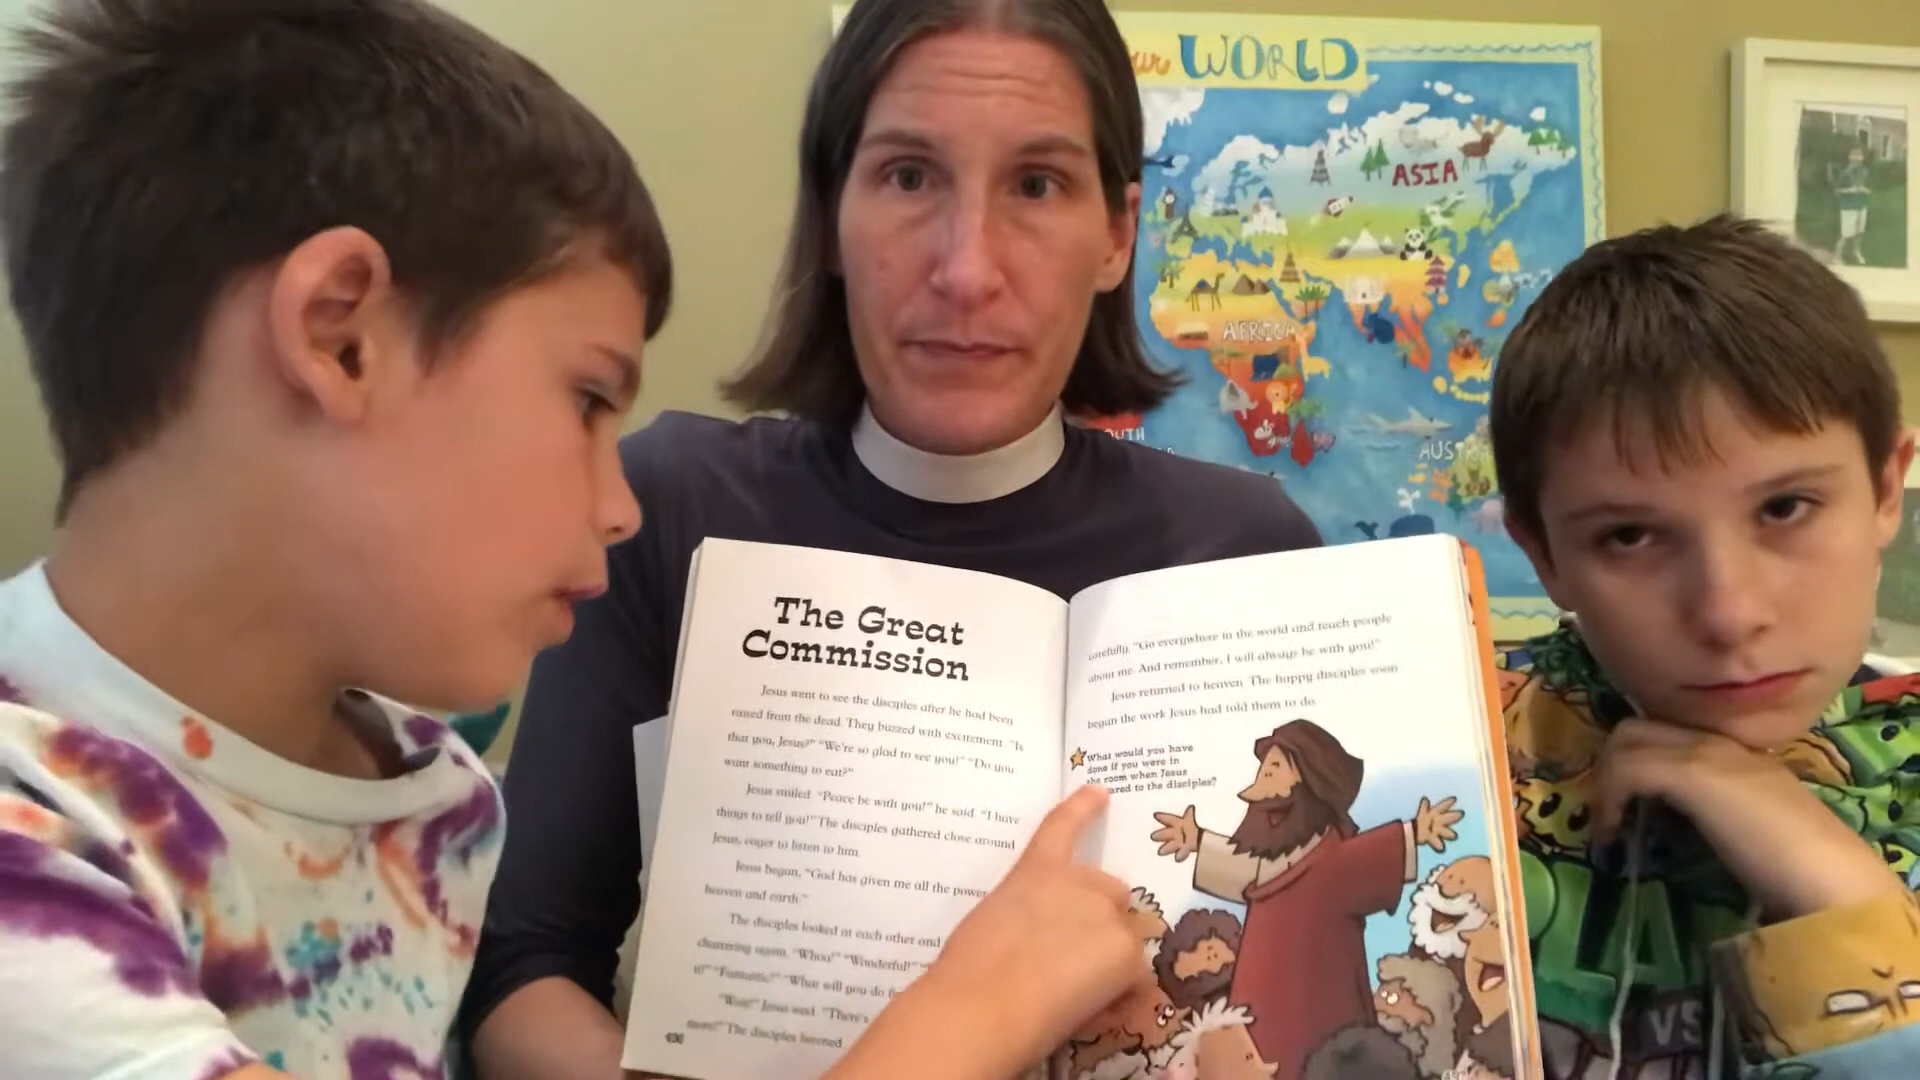 our WORLD
ASIA
AFRICA
The Great
Commission
Jesus went to see the disciples after he had been
raised from the dead. They buzzed with excitement. "Is
that you, Jesus?" "We're so glad to see you!" "Do you
want something to eat?"
Jesus smiled. "Peace be with you!" he said. "I have
things to tell you!" The disciples gathered close around
Jesus, eager to listen to him.
Jesus began, "God has given me all the power
heaven and earth."
The disciples looked at each other and
chattering again. "Whoa!" "Wonderful!"
it!" "Fantastic!" "What will you do
"Wait!" Jesus said. "There's
more!" The disciples listened
carefully. "Go everywhere in the world and teach people
about me. And remember, I will always be with you!"
Jesus returned to heaven. The happy disciples soon
began the work Jesus had told them to do.
What would you have
done if you were in
the room when Jesus
ared to the disciples?
VS